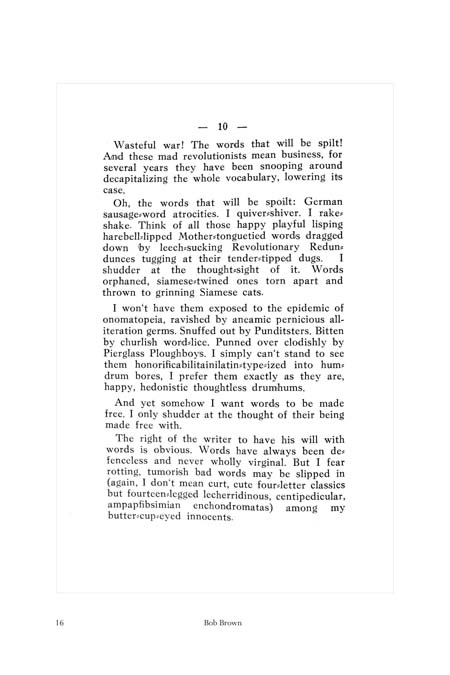 — 10 —
Wasteful war! The words that will be spilt!
And these mad revolutionists mean business, for
several years they have been snooping around
decapitalizing the whole vocabulary, lowering its
case.
Oh, the words that will be spoilt: German
sausage⸗word atrocities. I quiver⸗shiver. I rake⸗
shake. Think of all those happy playful lisping
harebell⸗lipped Mother⸗tonguetied words dragged
down by leech⸗sucking Revolutionary Redun⸗
dunces tugging at their tender⸗tipped dugs. I
shudder at the thought⸗sight of it. Words
orphaned, siamese⸗twined ones torn apart and
thrown to grinning Siamese cats.
I won't have them exposed to the epidemic of
onomatopeia, ravished by aneamic pernicious all⸗
iteration germs. Snuffed out by Punditsters. Bitten
by churlish word⸗lice. Punned over clodishly by
Pierglass Ploughboys. I simply can't stand to see
them honorificabilitainilatin⸗type⸗ized into hum⸗
drum bores, I prefer them exactly as they are,
happy, hedonistic thoughtless drumhums.
And yet somehow I want words to be made
free. I only shudder at the thought of their being
made free with.
The right of the writer to have his will with
words is obvious. Words have always been de⸗
fenceless and never wholly virginal. But I fear
rotting, tumorish bad words may be slipped in
(again, I don't mean curt, cute four⸗letter classics
but fourteen⸗legged lecherridinous, centipedicular,
ampapfibsimian enchondromatas) among my
butter⸗cup⸗eyed innocents.
16 Bob Brown